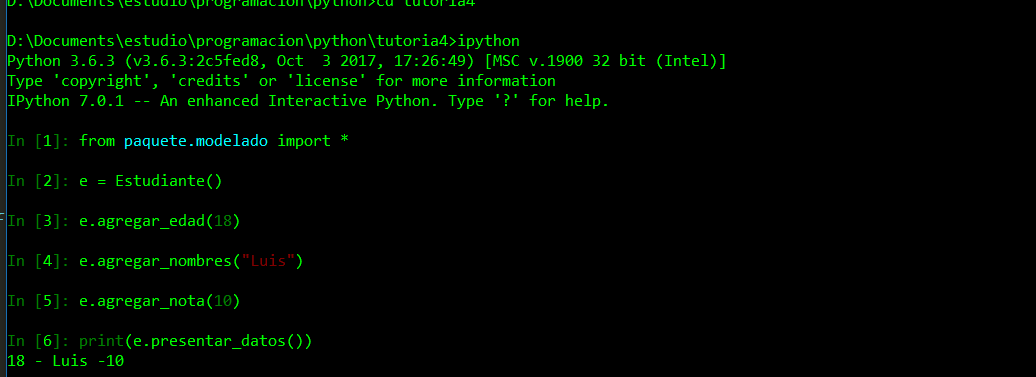 D:\Documents\estudio\programacion\python>cd tutoria4
D:\Documents\estudio\programacion\python\tutoria4>ipython
Python 3.6.3 (v3.6.3:2c5fed8, Oct  3 2017, 17:26:49) [MSC v.1900 32 bit (Intel)]
Type 'copyright', 'credits' or 'license' for more information
IPython 7.0.1 -- An enhanced Interactive Python. Type '?' for help.
In [1]: from paquete.modelado import *
In [2]: e = Estudiante()
In [3]: e.agregar_edad(18)
In [4]: e.agregar_nombres("Luis")
In [5]: e.agregar_nota(10)
In [6]: print(e.presentar_datos())
18 - Luis -10